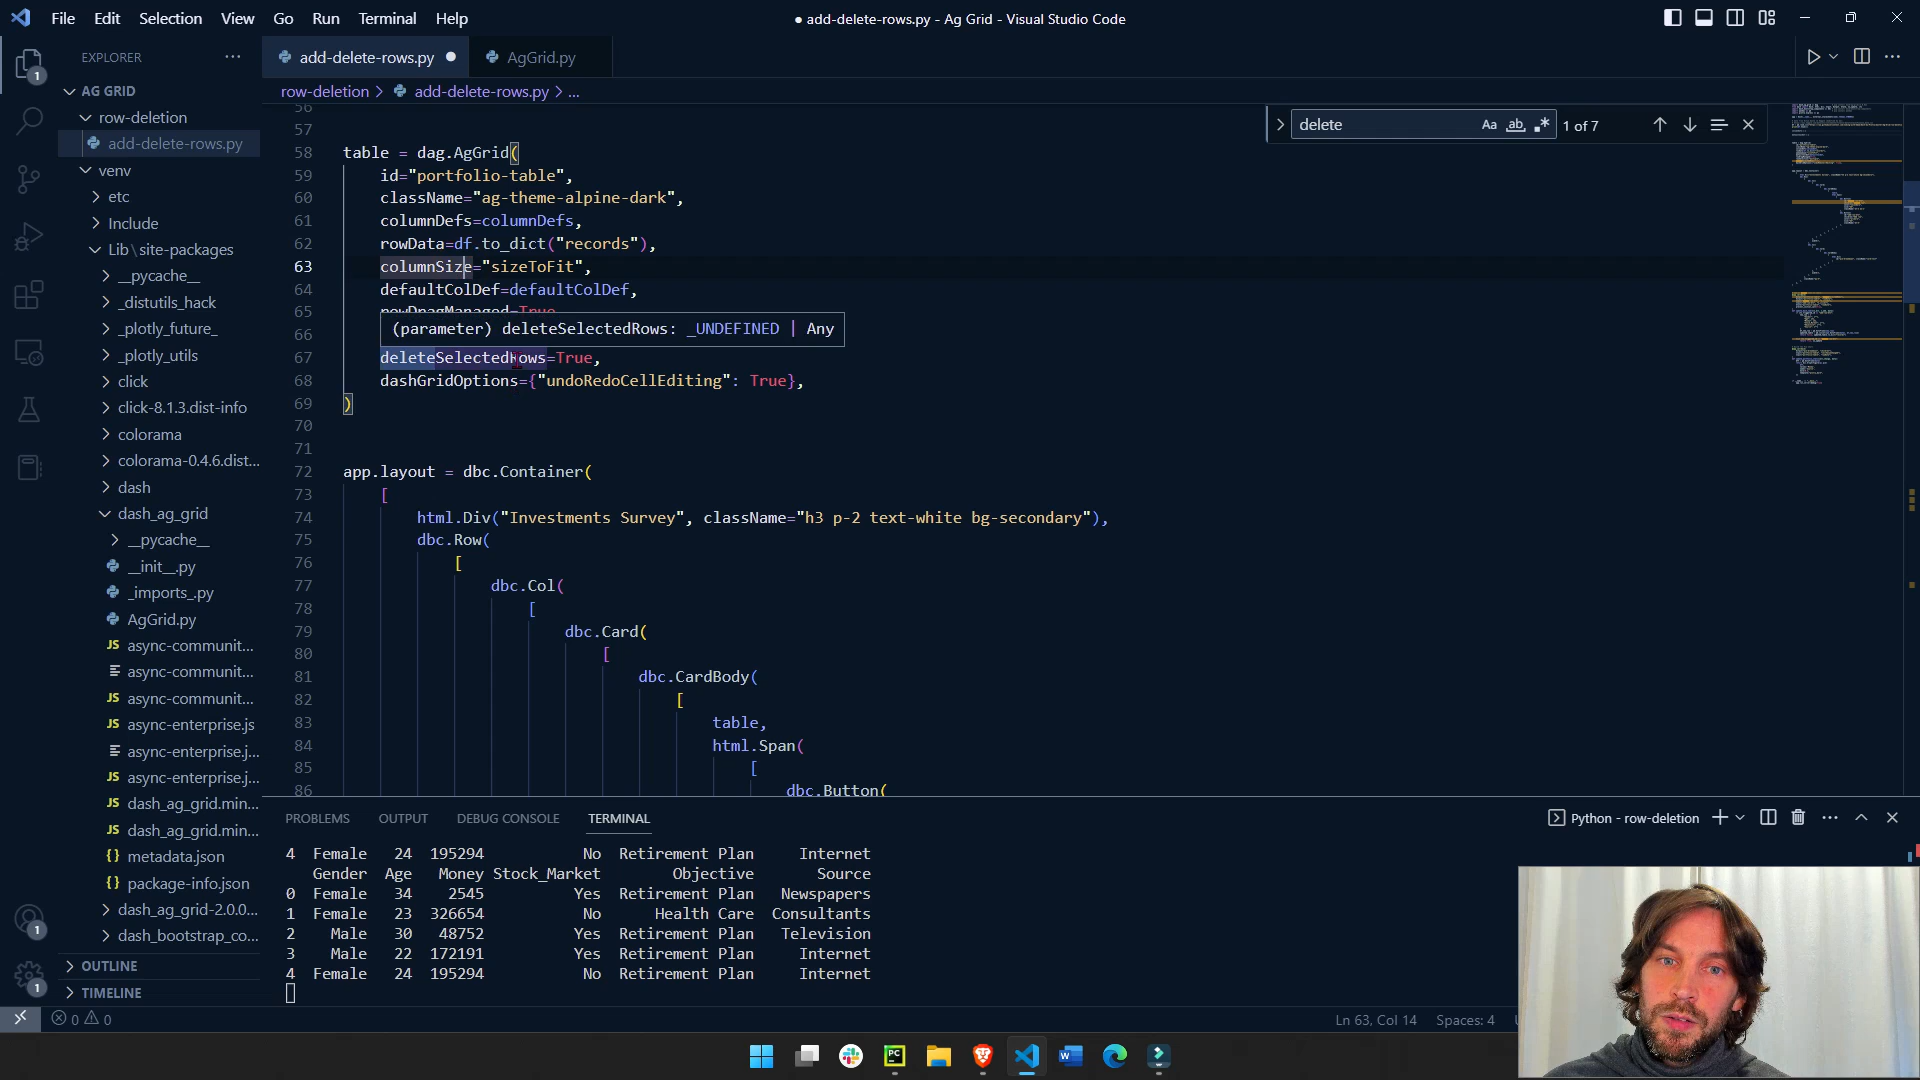 File Edit Selection View Go Run Terminal Help
● add-delete-rows.py - Ag Grid - Visual Studio Code
EXPLORER
add-delete-rows.py
AgGrid.py
AG GRID
row-deletion > add-delete-rows.py > ...
delete
Aa ab 1 of 7
1
row-deletion
add-delete-rows.py
venv
etc
Include
Lib\site-packages
__pycache__
_distutils_hack
_plotly_future_
_plotly_utils
click
click-8.1.3.dist-info
colorama
colorama-0.4.6.dist...
dash
dash_ag_grid
__pycache__
__init__.py
_imports_.py
AgGrid.py
JS async-communit...
async-communit...
JS async-communit...
JS async-enterprise.js
async-enterprise.j...
JS async-enterprise.j...
JS dash_ag_grid.min...
JS dash_ag_grid.min...
{} metadata.json
{} package-info.json
dash_ag_grid-2.0.0...
dash_bootstrap_co...
OUTLINE
TIMELINE
1
1
56
57
58 table = dag.AgGrid(
59 id="portfolio-table",
60 className="ag-theme-alpine-dark",
61 columnDefs=columnDefs,
62 rowData=df.to_dict("records"),
63 columnSize="sizeToFit",
64 defaultColDef=defaultColDef,
65 rowDragManaged=True
66 (parameter) deleteSelectedRows: _UNDEFINED | Any
67 deleteSelectedRows=True,
68 dashGridOptions={"undoRedoCellEditing": True},
69 )
70
71
72 app.layout = dbc.Container(
73 [
74 html.Div("Investments Survey", className="h3 p-2 text-white bg-secondary"),
75 dbc.Row(
76 [
77 dbc.Col(
78 [
79 dbc.Card(
80 [
81 dbc.CardBody(
82 [
83 table,
84 html.Span(
85 [
86 dbc.Button(
PROBLEMS OUTPUT DEBUG CONSOLE TERMINAL
Python - row-deletion
4 Female 24 195294 No Retirement Plan Internet
Gender Age Money Stock_Market Objective Source
0 Female 34 2545 Yes Retirement Plan Newspapers
1 Female 23 326654 No Health Care Consultants
2 Male 30 48752 Yes Retirement Plan Television
3 Male 22 172191 Yes Retirement Plan Internet
4 Female 24 195294 No Retirement Plan Internet
0 0
Ln 63, Col 14 Spaces: 4
PC
W